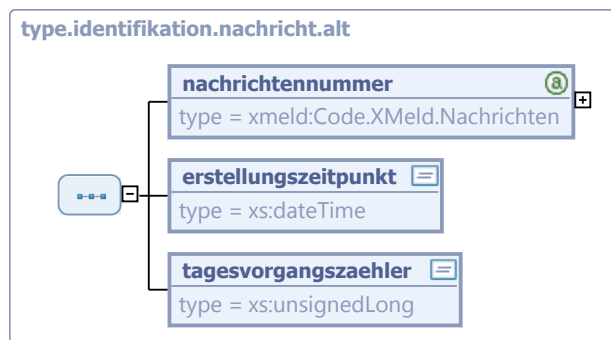 type.identifikation.nachricht.alt
nachrichtennummer
type = xmeld:Code.XMeld.Nachrichten
erstellungszeitpunkt
type = xs:dateTime
tagesvorgangszaehler
type = xs:unsignedLong